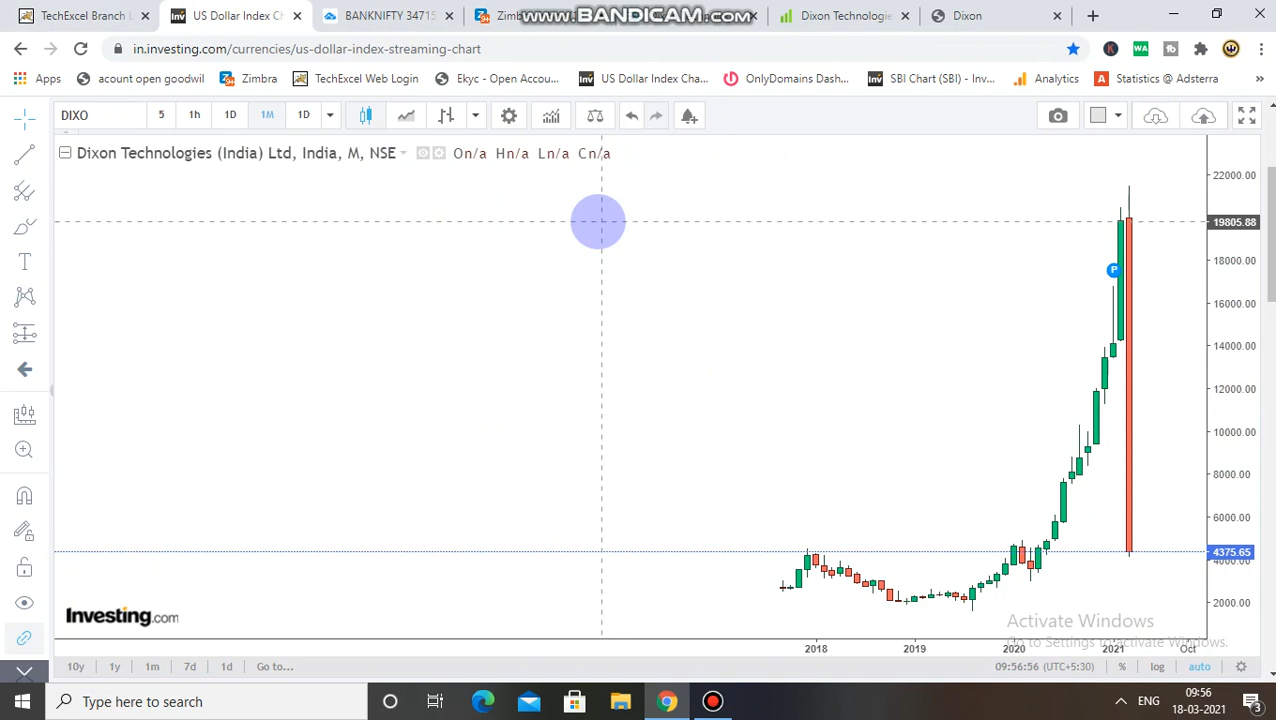 TechExcel Branch L
US Dollar Index Ch
BANKNIFTY 34715
Zimb
www.BANDICAM.com
Dixon Technologie
Dixon
in.investing.com/currencies/us-dollar-index-streaming-chart
Apps
acount open goodwil
Zimbra
TechExcel Web Login
Ekyc - Open Accou...
US Dollar Index Cha...
OnlyDomains Dash...
SBI Chart (SBI) - Inv...
Analytics
Statistics @ Adsterra
DIXO
5
1h
1D
1M
1D
Dixon Technologies (India) Ltd, India, M, NSE
On/a Hn/a Ln/a Cn/a
22000.00
19805.88
18000.00
16000.00
14000.00
12000.00
10000.00
8000.00
6000.00
4375.65
4000.00
2000.00
P
Investing.com
Activate Windows
Go to Settings to activate Windows.
2018
2019
2020
2021
Oct
10y
1y
1m
7d
1d
Go to...
09:56:56 (UTC+5:30)
%
log
auto
Type here to search
ENG
09:56
18-03-2021
3